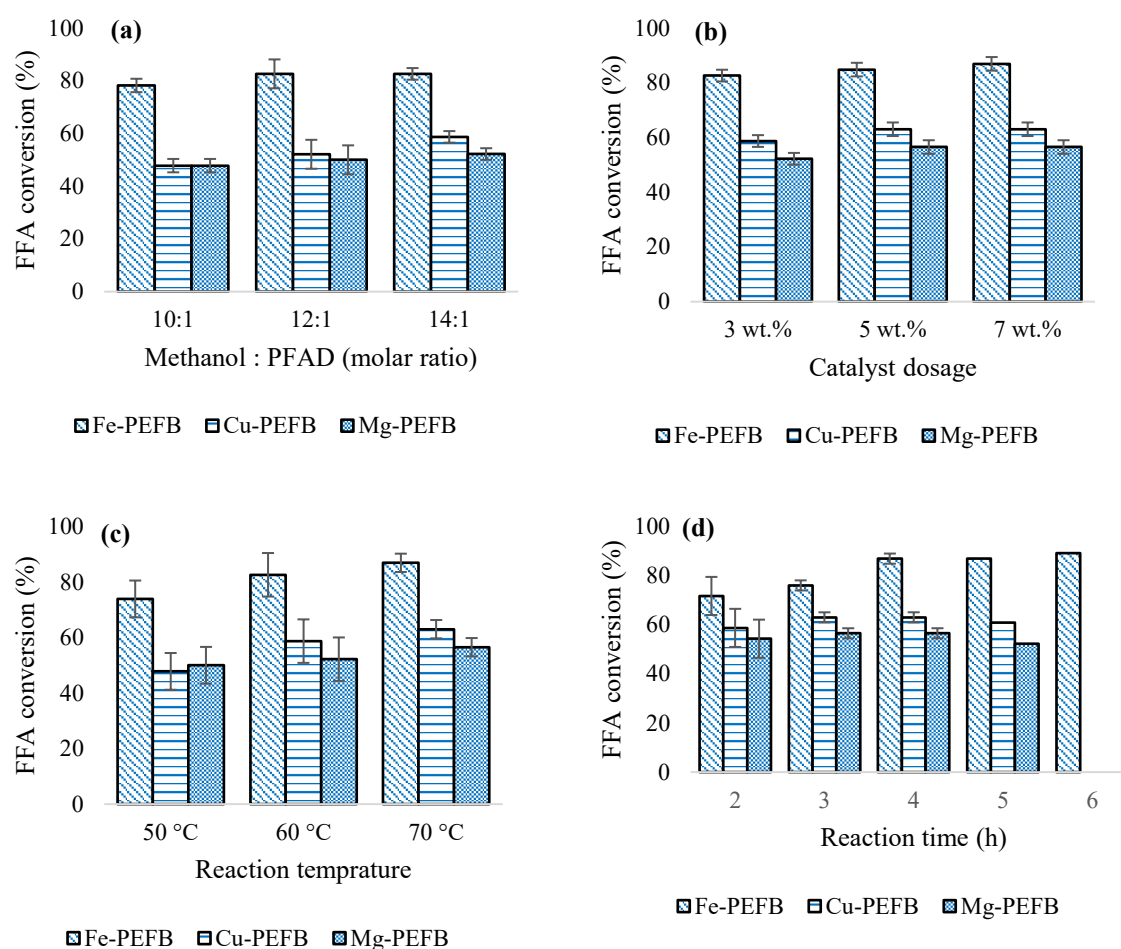 (a)
FFA conversion (%)
100
80
60
40
20
0
10:1 12:1 14:1
Methanol : PFAD (molar ratio)
Fe-PEFB Cu-PEFB Mg-PEFB
(b)
FFA conversion (%)
100
80
60
40
20
0
3 wt.% 5 wt.% 7 wt.%
Catalyst dosage
Fe-PEFB Cu-PEFB Mg-PEFB
(c)
FFA conversion (%)
100
80
60
40
20
0
50 °C 60 °C 70 °C
Reaction temprature
Fe-PEFB Cu-PEFB Mg-PEFB
(d)
FFA conversion (%)
100
80
60
40
20
0
2 3 4 5 6
Reaction time (h)
Fe-PEFB Cu-PEFB Mg-PEFB